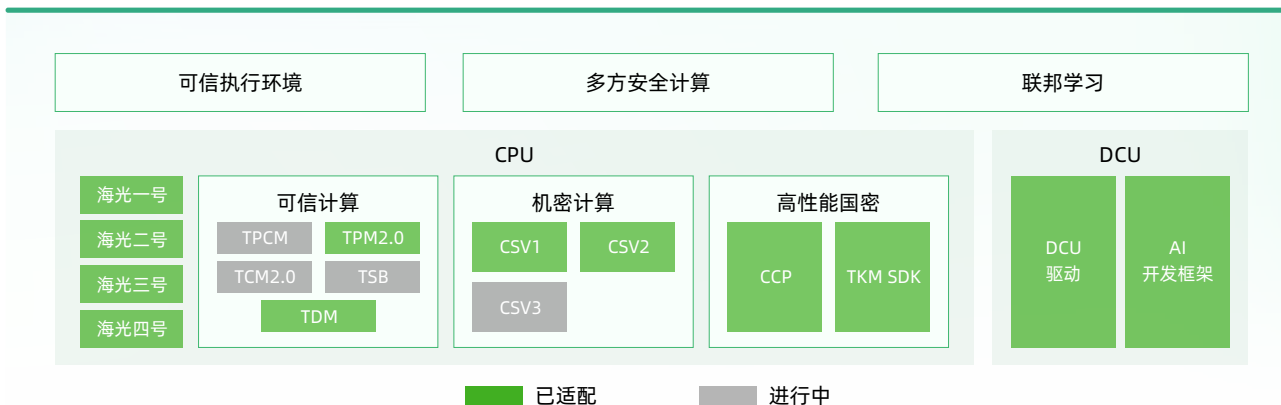 可信执行环境
多方安全计算
联邦学习
CPU
海光一号
海光二号
海光三号
海光四号
可信计算
TPCM
TPM2.0
TCM2.0
TSB
TDM
机密计算
CSV1
CSV2
CSV3
高性能国密
CCP
TKM SDK
DCU
DCU
驱动
AI
开发框架
已适配
进行中